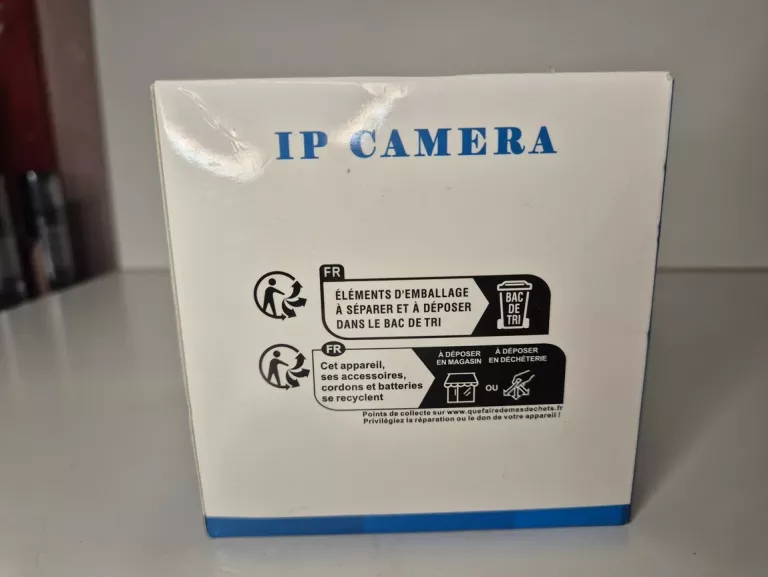 IP CAMERA
FR
ÉLÉMENTS D'EMBALLAGE
À SÉPARER ET À DÉPOSER
DANS LE BAC DE TRI
BAC
DE
TRI
FR
Cet appareil,
ses accessoires,
cordons et batteries
se recyclent
À DÉPOSER
EN MAGASIN
OU
À DÉPOSER
EN DÉCHÈTERIE
Points de collecte sur www.quefairedemesdechets.fr
Privilégiez la réparation ou le don de votre appareil !